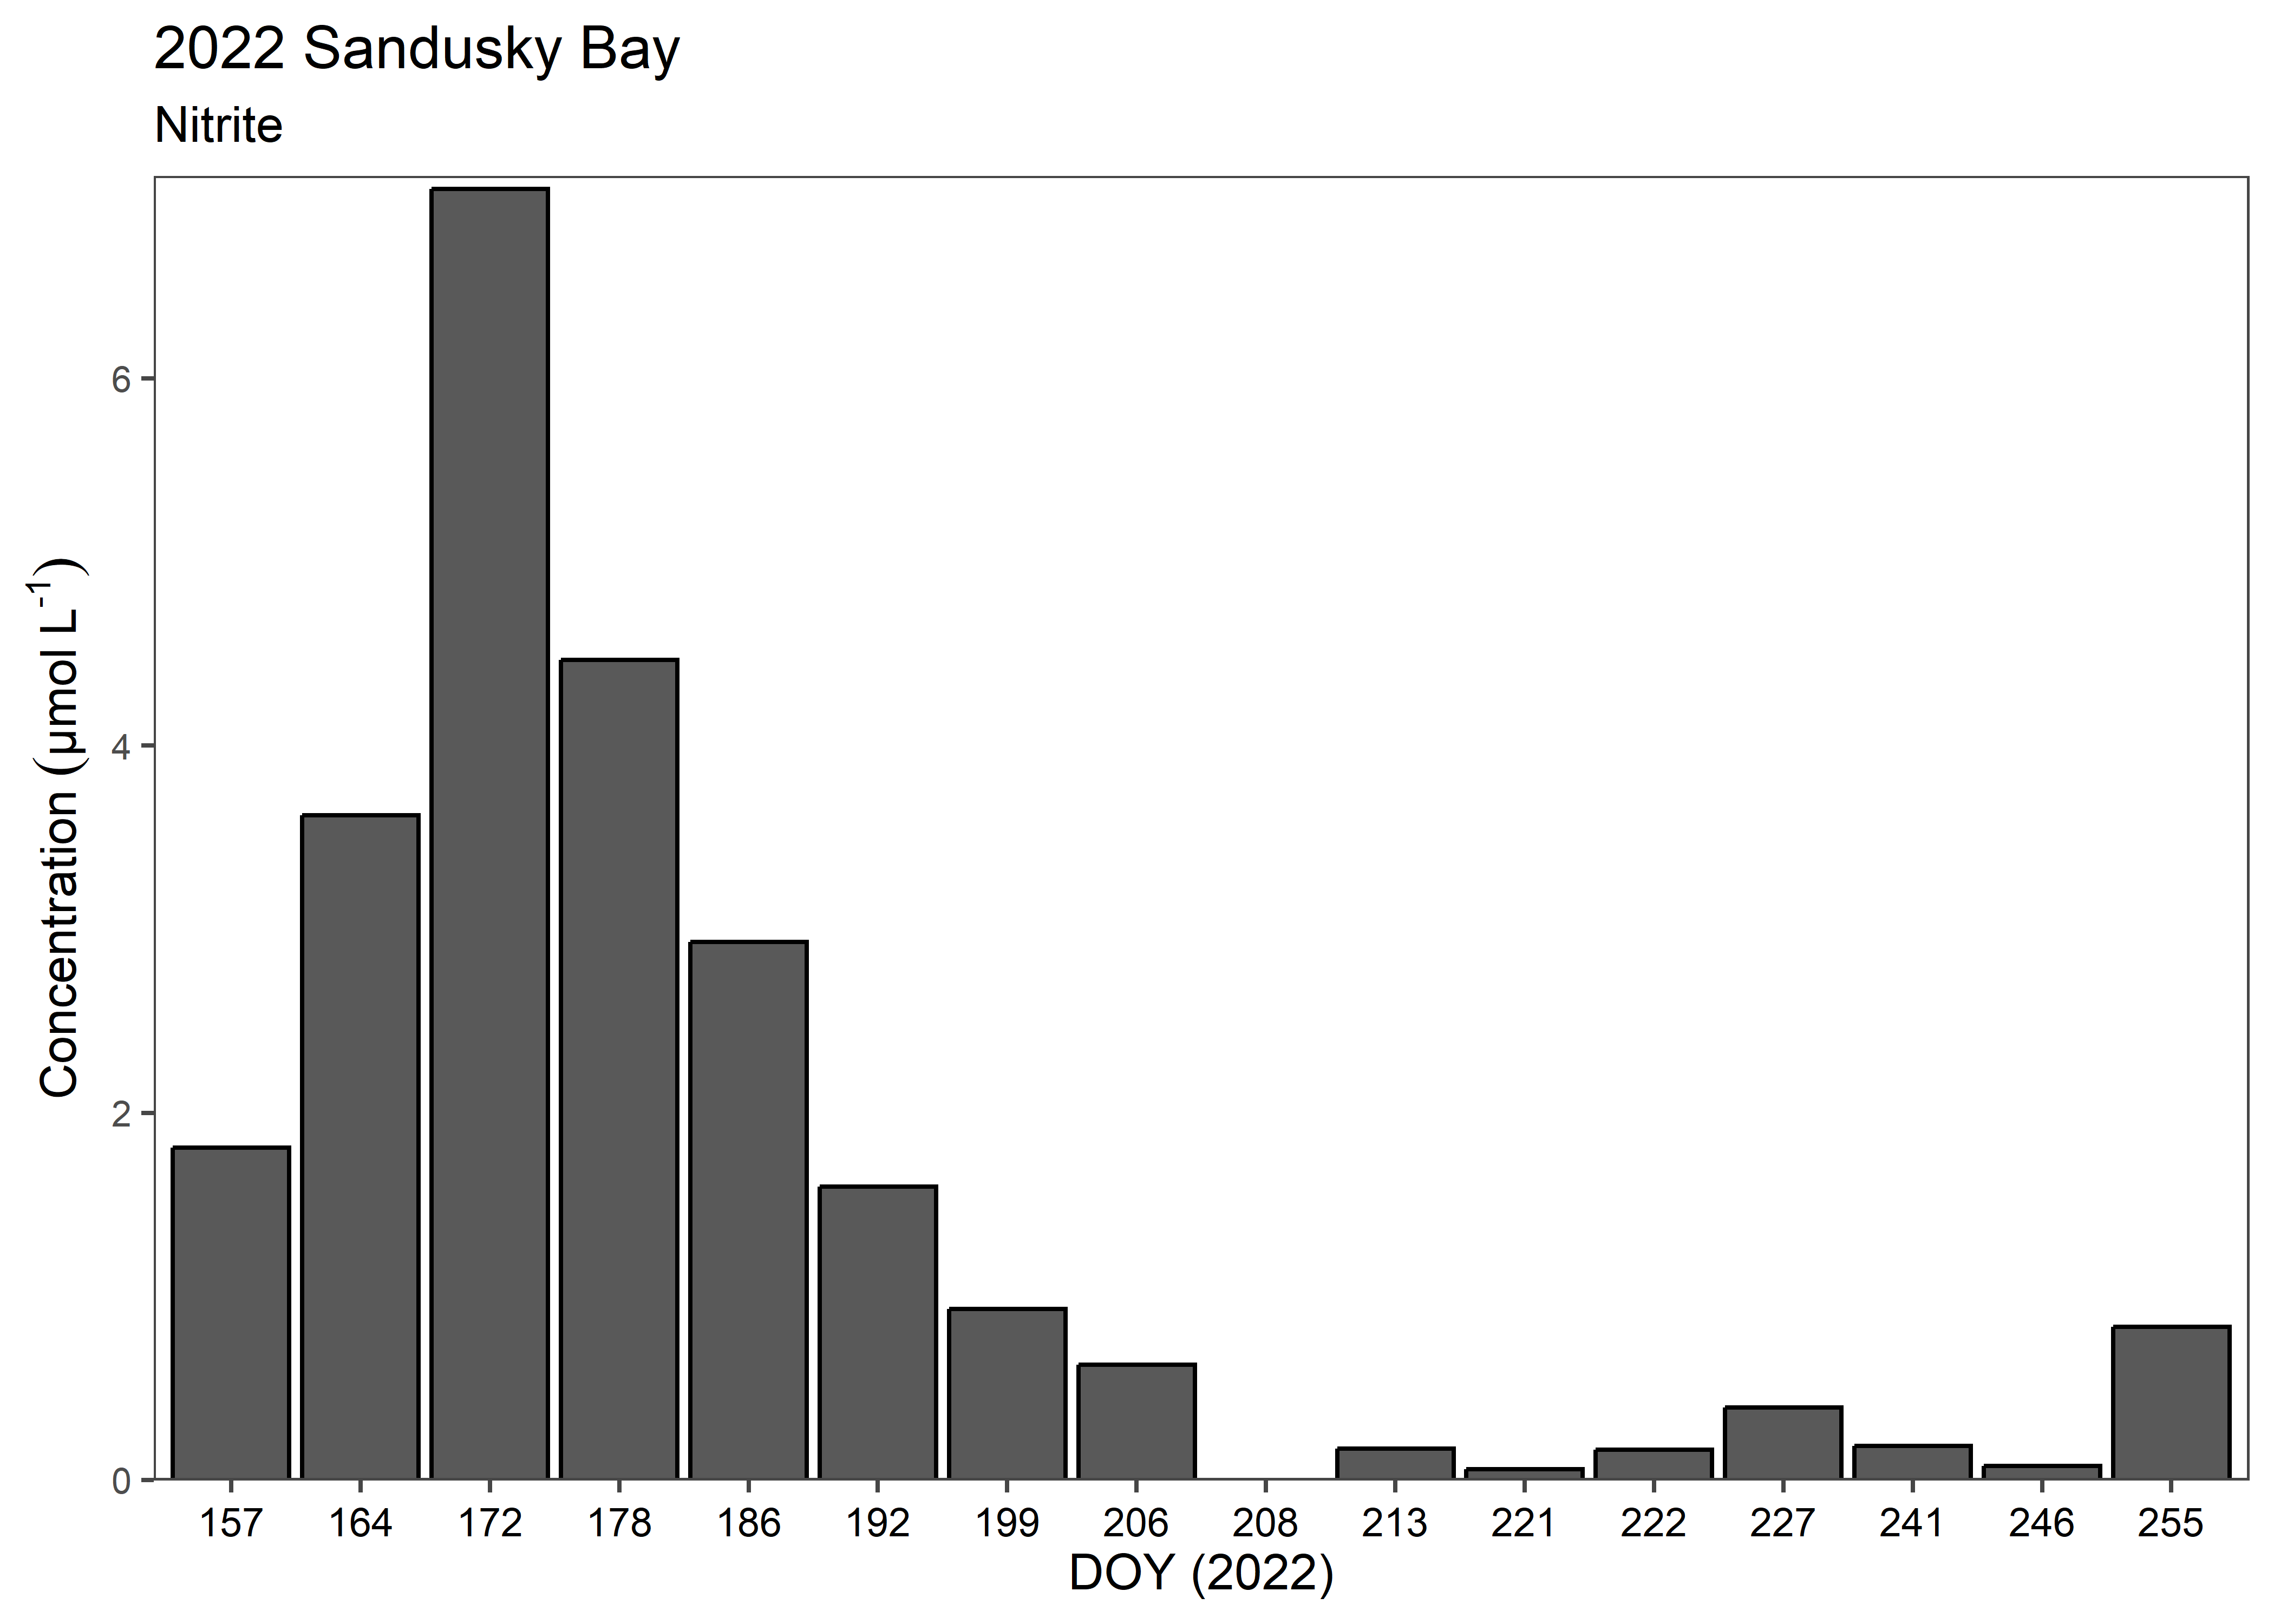 2022 Sandusky Bay
Nitrite
Concentration (µmol L⁻¹)
6
4
2
0
157 164 172 178 186 192 199 206 208 213 221 222 227 241 246 255
DOY (2022)